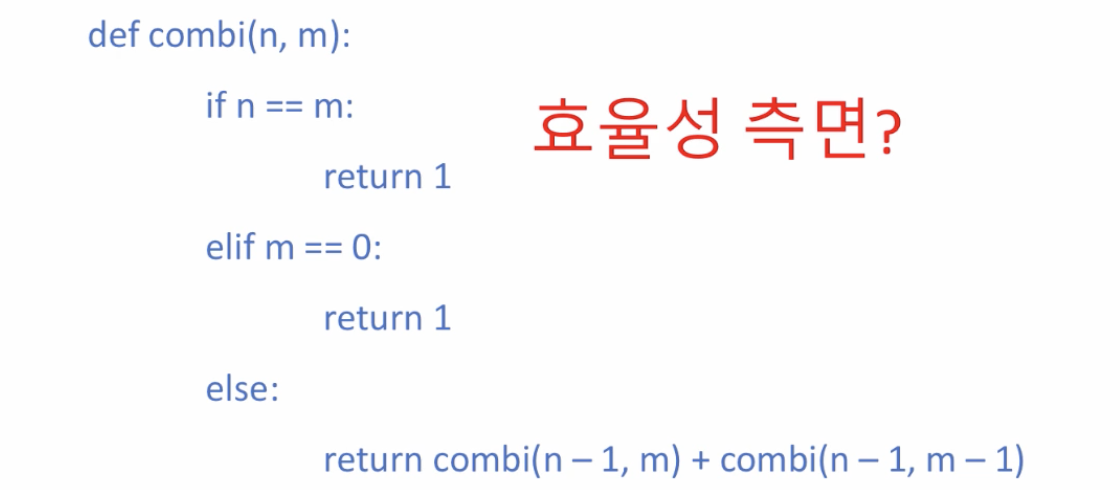 def combi(n, m):
if n == m:
효율성 측면?
return 1
elif m == 0:
return 1
else:
return combi(n – 1, m) + combi(n – 1, m – 1)